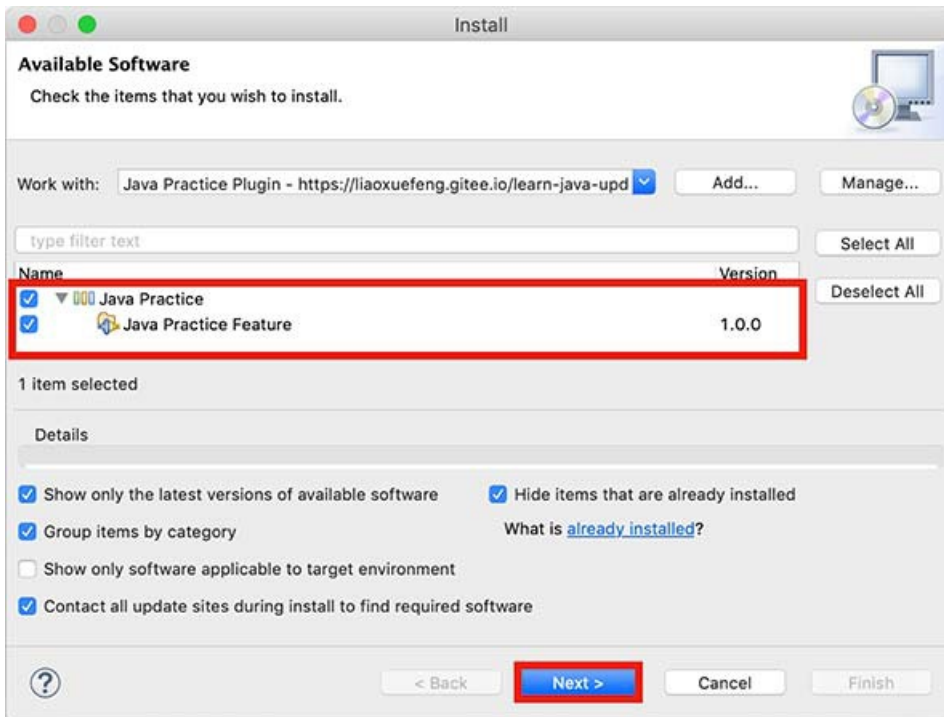 Install
Available Software
Check the items that you wish to install.
Work with: Java Practice Plugin - https://liaoxuefeng.gitee.io/learn-java-upd Add... Manage...
type filter text Select All
Name Version
Deselect All
Java Practice
Java Practice Feature 1.0.0
1 item selected
Details
Show only the latest versions of available software Hide items that are already installed
Group items by category What is already installed?
Show only software applicable to target environment
Contact all update sites during install to find required software
? < Back Next > Cancel Finish